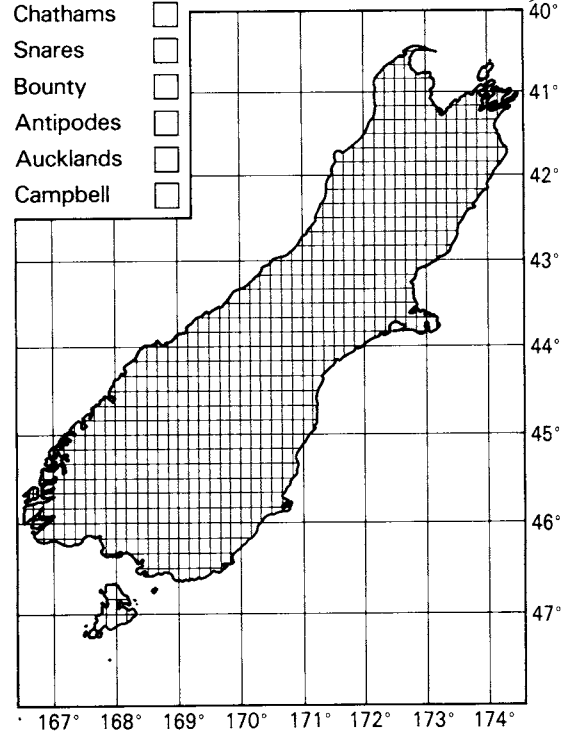 Chathams
Snares
Bounty
Antipodes
Aucklands
Campbell
40°
41°
42°
43°
44°
45°
46°
47°
167° 168° 169° 170° 171° 172° 173° 174°